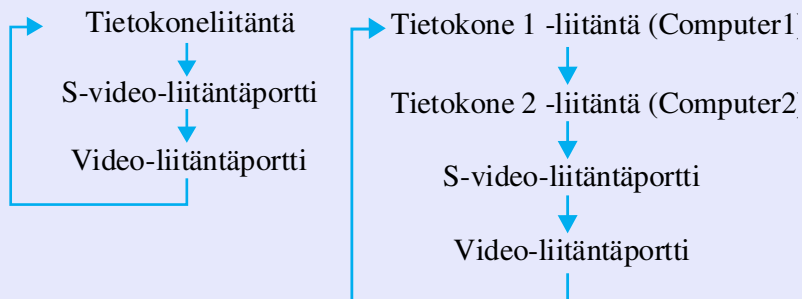 Tietokoneliitäntä
S-video-liitäntäportti
Video-liitäntäportti
Tietokone 1 -liitäntä (Computer1)
Tietokone 2 -liitäntä (Computer2)
S-video-liitäntäportti
Video-liitäntäportti